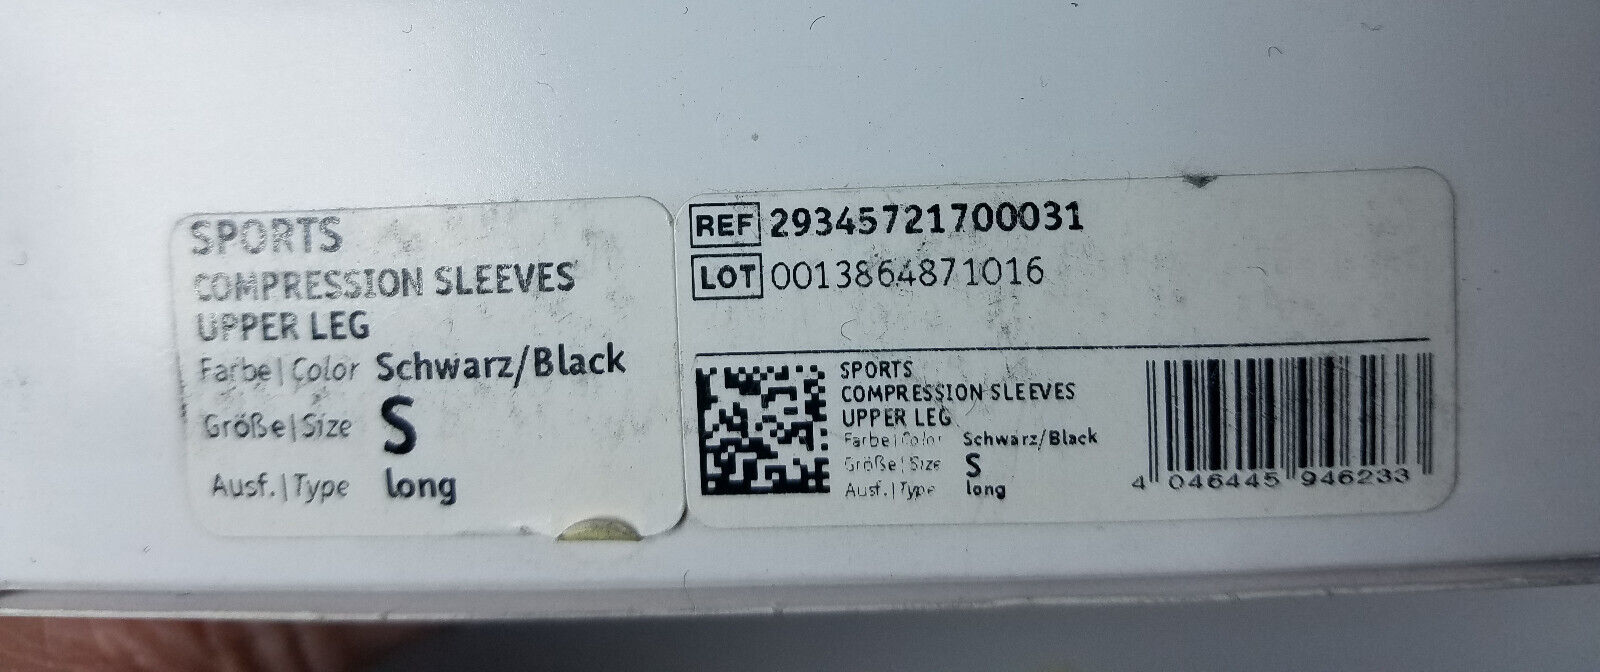 SPORTS
COMPRESSION SLEEVES
UPPER LEG
Farbe|Color Schwarz/Black
Größe|Size S
Ausf.|Type long
REF 29345721700031
LOT 0013864871016
SPORTS
COMPRESSION SLEEVES
UPPER LEG
Farbe|Color Schwarz/Black
Größe|Size S
Ausf.|Type long
4 046445 946233